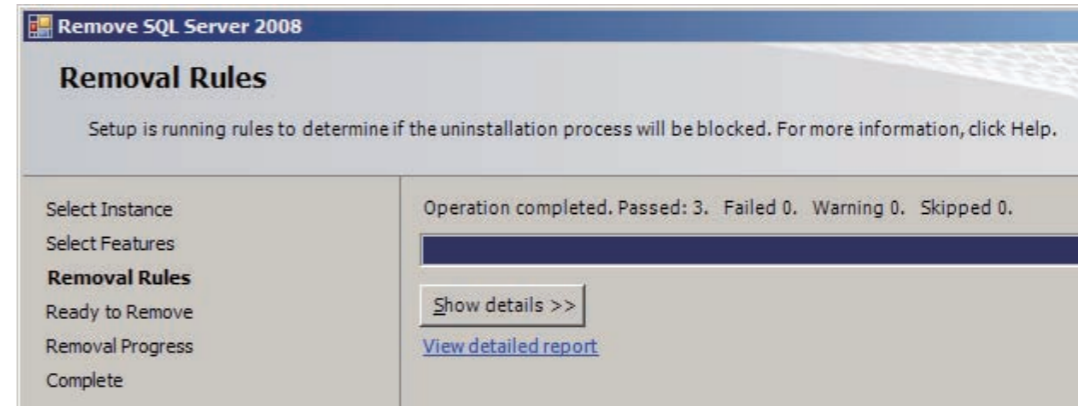 Remove SQL Server 2008
Removal Rules
Setup is running rules to determine if the uninstallation process will be blocked. For more information, click Help.
Select Instance
Select Features
Removal Rules
Ready to Remove
Removal Progress
Complete
Operation completed. Passed: 3. Failed 0. Warning 0. Skipped 0.
Show details >>
View detailed report